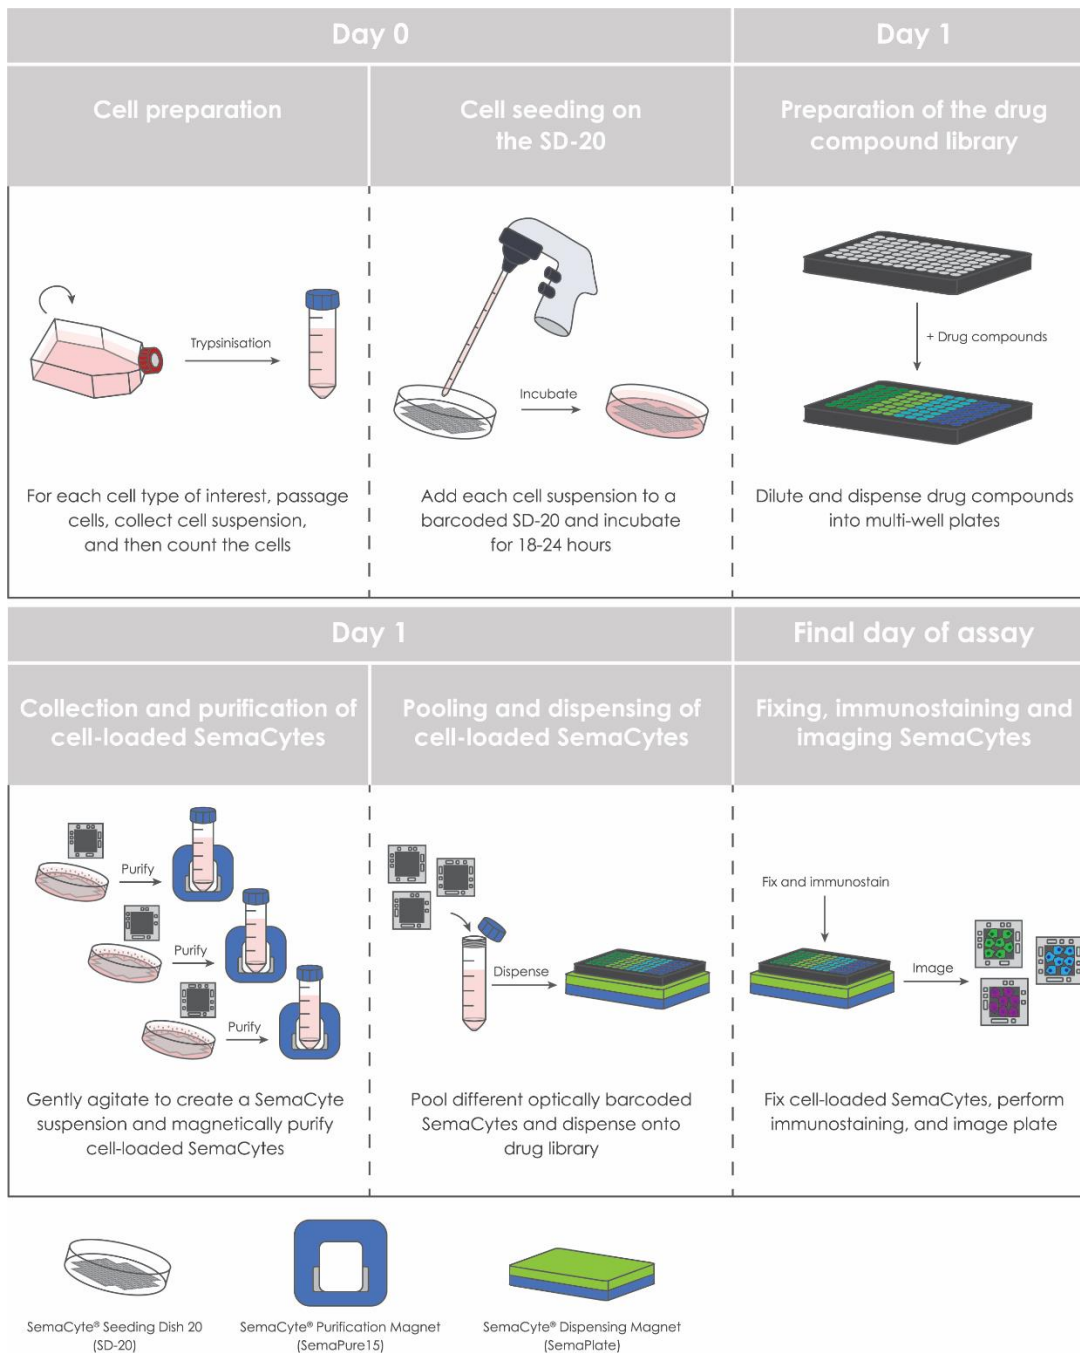 Day 0
Day 1
Cell preparation
Cell seeding on
the SD-20
Preparation of the drug
compound library
Trypsinisation
Incubate
+ Drug compounds
For each cell type of interest, passage
cells, collect cell suspension,
and then count the cells
Add each cell suspension to a
barcoded SD-20 and incubate
for 18-24 hours
Dilute and dispense drug compounds
into multi-well plates
Day 1
Final day of assay
Collection and purification of
cell-loaded SemaCytes
Pooling and dispensing of
cell-loaded SemaCytes
Fixing, immunostaining and
imaging SemaCytes
Purify
Purify
Purify
Dispense
Fix and immunostain
Image
Gently agitate to create a SemaCyte
suspension and magnetically purify
cell-loaded SemaCytes
Pool different optically barcoded
SemaCytes and dispense onto
drug library
Fix cell-loaded SemaCytes, perform
immunostaining, and image plate
SemaCyte® Seeding Dish 20
(SD-20)
SemaCyte® Purification Magnet
(SemaPure15)
SemaCyte® Dispensing Magnet
(SemaPlate)